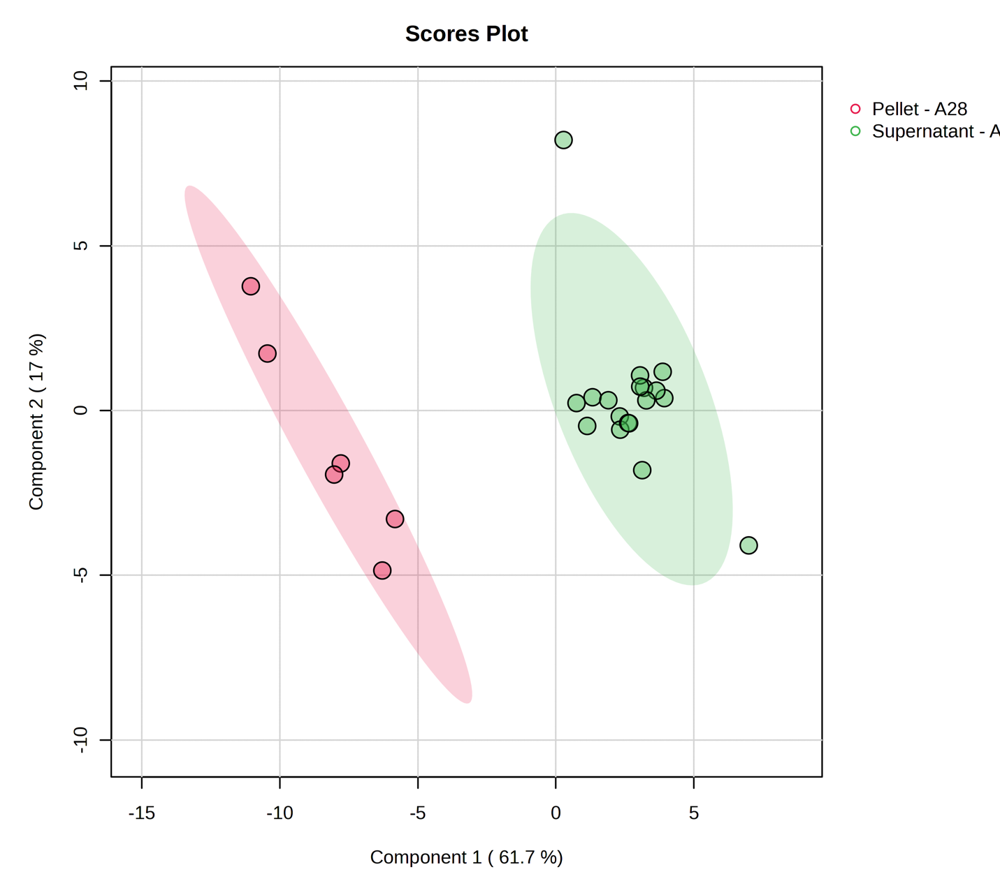 Scores Plot
Pellet - A28
Supernatant - A
10
5
0
-5
-10
Component 2 ( 17 %)
-15
-10
-5
0
5
Component 1 ( 61.7 %)